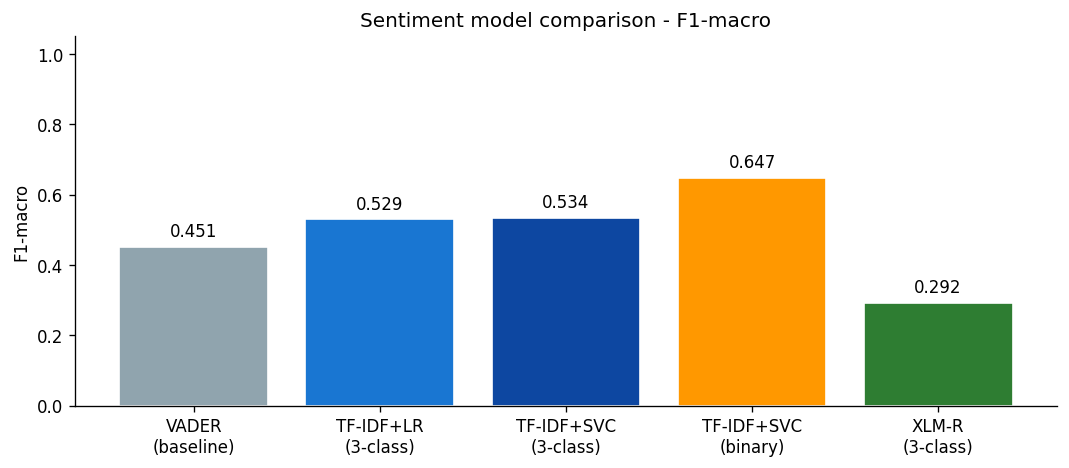 Sentiment model comparison - F1-macro
F1-macro
1.0
0.8
0.6
0.4
0.2
0.0
0.451
0.529
0.534
0.647
0.292
VADER
(baseline)
TF-IDF+LR
(3-class)
TF-IDF+SVC
(3-class)
TF-IDF+SVC
(binary)
XLM-R
(3-class)